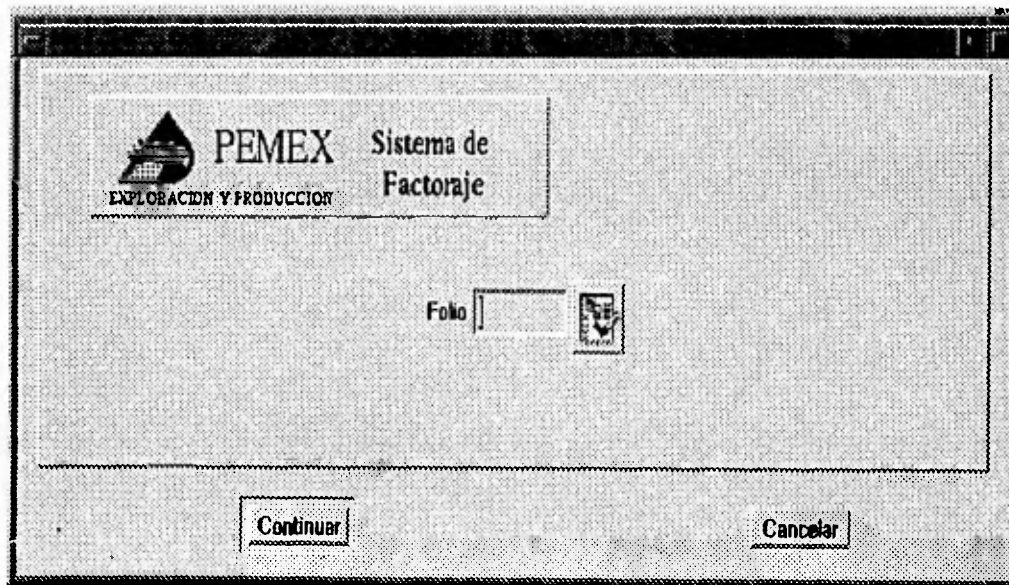 PEMEX
EXPLORACION Y PRODUCCION
Sistema de
Factoraje
Folio
Continuar
Cancelar